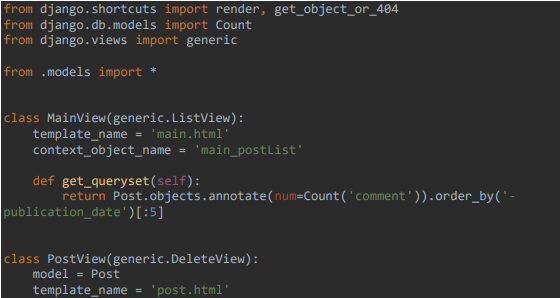 from django.shortcuts import render, get_object_or_404
from django.db.models import Count
from django.views import generic

from .models import *


class MainView(generic.ListView):
    template_name = 'main.html'
    context_object_name = 'main_postList'

    def get_queryset(self):
        return Post.objects.annotate(num=Count('comment')).order_by('-
publication_date')[:5]


class PostView(generic.DeleteView):
    model = Post
    template_name = 'post.html'